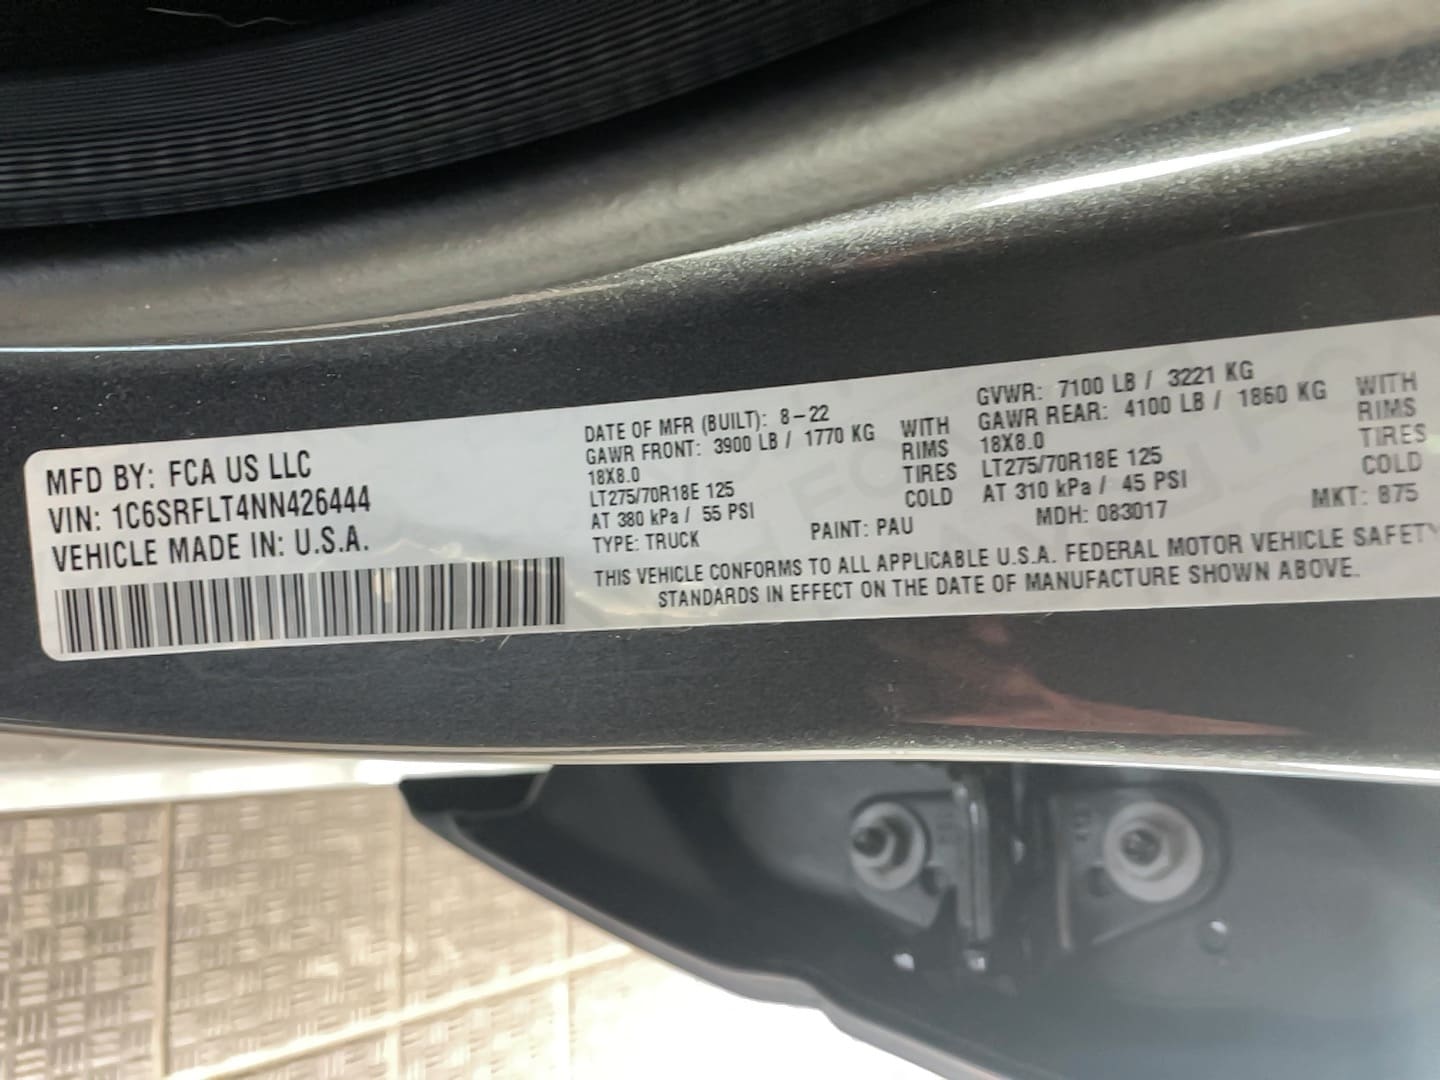 MFD BY: FCA US LLC
VIN: 1C6SRFLT4NN426444
VEHICLE MADE IN: U.S.A.
DATE OF MFR (BUILT): 8-22
GAWR FRONT: 3900 LB / 1770 KG WITH
18X8.0 RIMS
LT275/70R18E 125 TIRES
AT 380 kPa / 55 PSI COLD
TYPE: TRUCK PAINT: PAU
GVWR: 7100 LB / 3221 KG
GAWR REAR: 4100 LB / 1860 KG WITH
18X8.0 RIMS
LT275/70R18E 125 TIRES
AT 310 kPa / 45 PSI COLD
MDH: 083017 MKT: 875
THIS VEHICLE CONFORMS TO ALL APPLICABLE U.S.A. FEDERAL MOTOR VEHICLE SAFETY
STANDARDS IN EFFECT ON THE DATE OF MANUFACTURE SHOWN ABOVE.